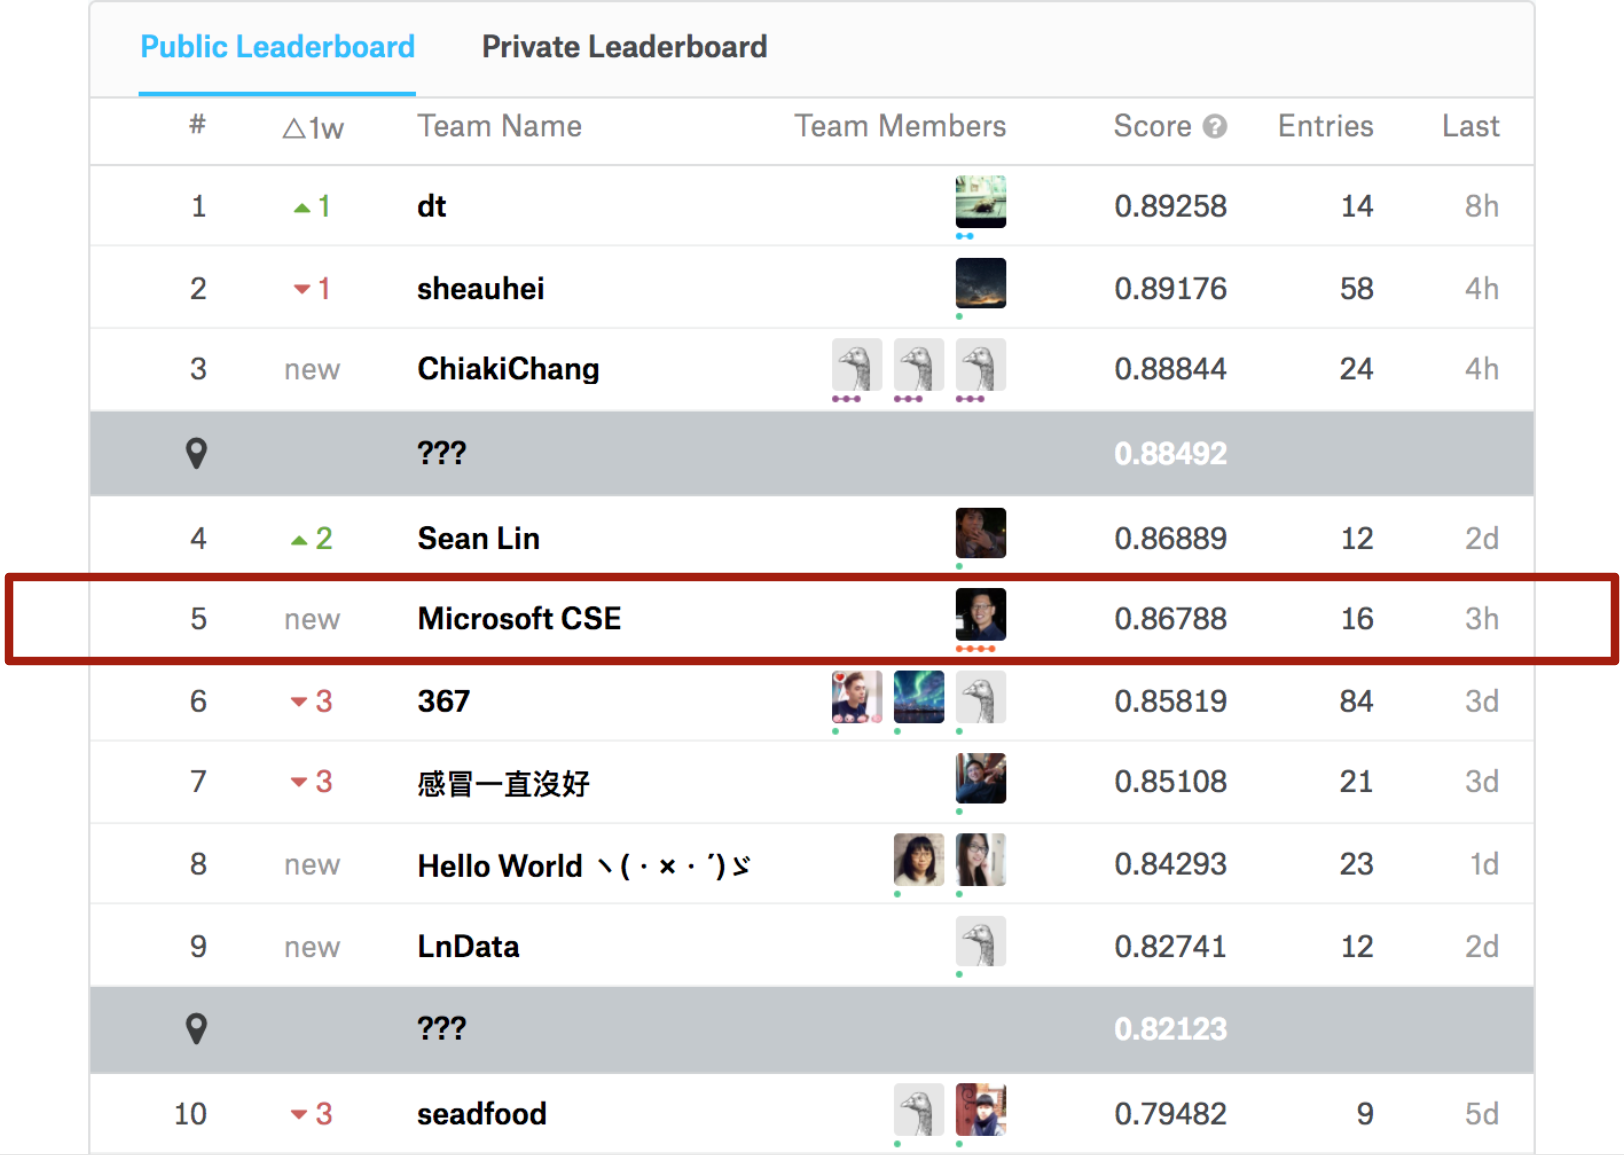 Public Leaderboard Private Leaderboard
# △1w Team Name Team Members Score ? Entries Last
1 ▲1 dt 0.89258 14 8h
2 ▼1 sheauhei 0.89176 58 4h
3 new ChiakiChang 0.88844 24 4h
??? 0.88492
4 ▲2 Sean Lin 0.86889 12 2d
5 new Microsoft CSE 0.86788 16 3h
6 ▼3 367 0.85819 84 3d
7 ▼3 感冒一直沒好 0.85108 21 3d
8 new Hello World ヽ(・×・´)ゞ 0.84293 23 1d
9 new LnData 0.82741 12 2d
??? 0.82123
10 ▼3 seadfood 0.79482 9 5d